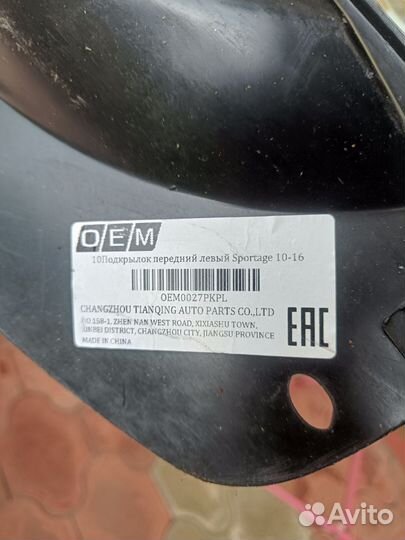 OEM
10Подкрылок передний левый Sportage 10-16
OEM0027PKPL
CHANGZHOU TIANQING AUTO PARTS CO.,LTD
NO.158-1, ZHEN NAN WEST ROAD, XIXIASHU TOWN,
XINBEI DISTRICT, CHANGZHOU CITY, JIANGSU PROVINCE
MADE IN CHINA
EAC
Avito